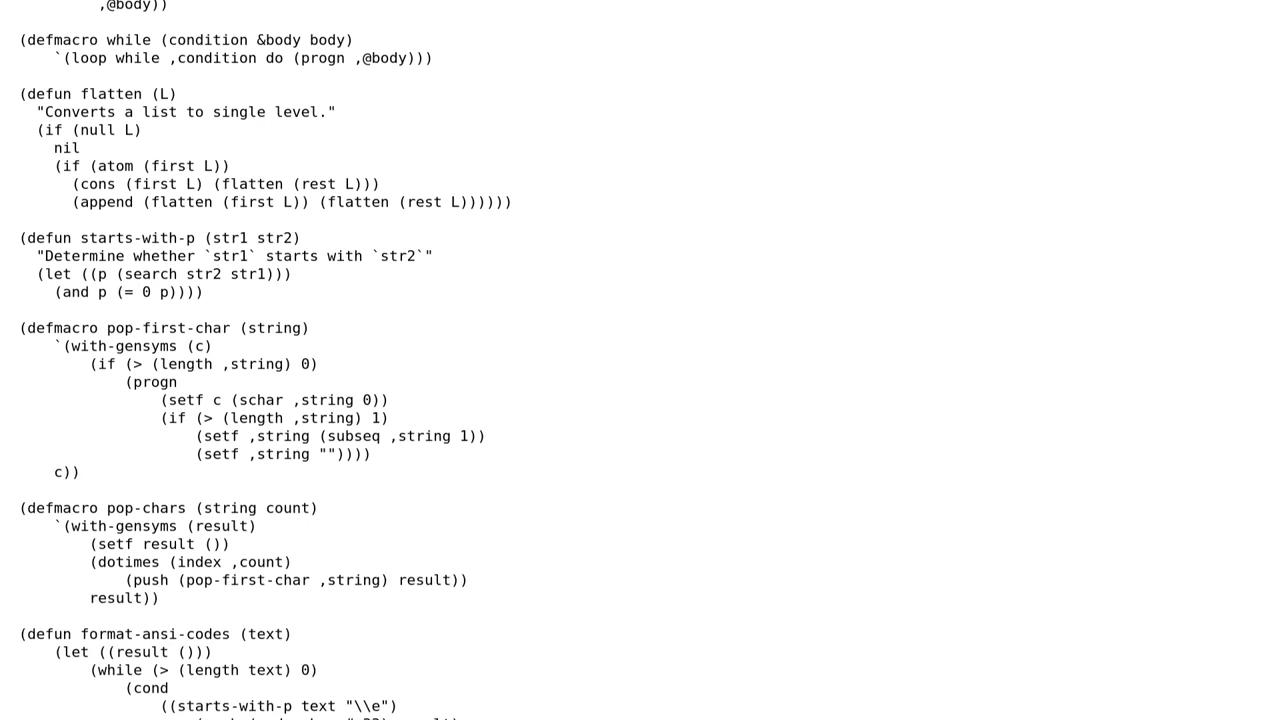 ,@body))
(defmacro while (condition &body body)
`(loop while ,condition do (progn ,@body)))
(defun flatten (L)
"Converts a list to single level."
(if (null L)
nil
(if (atom (first L))
(cons (first L) (flatten (rest L)))
(append (flatten (first L)) (flatten (rest L))))))
(defun starts-with-p (str1 str2)
"Determine whether `str1` starts with `str2`"
(let ((p (search str2 str1)))
(and p (= 0 p))))
(defmacro pop-first-char (string)
`(with-gensyms (c)
(if (> (length ,string) 0)
(progn
(setf c (schar ,string 0))
(if (> (length ,string) 1)
(setf ,string (subseq ,string 1))
(setf ,string ""))))
c))
(defmacro pop-chars (string count)
`(with-gensyms (result)
(setf result ())
(dotimes (index ,count)
(push (pop-first-char ,string) result))
result))
(defun format-ansi-codes (text)
(let ((result ()))
(while (> (length text) 0)
(cond
((starts-with-p text "\\e")